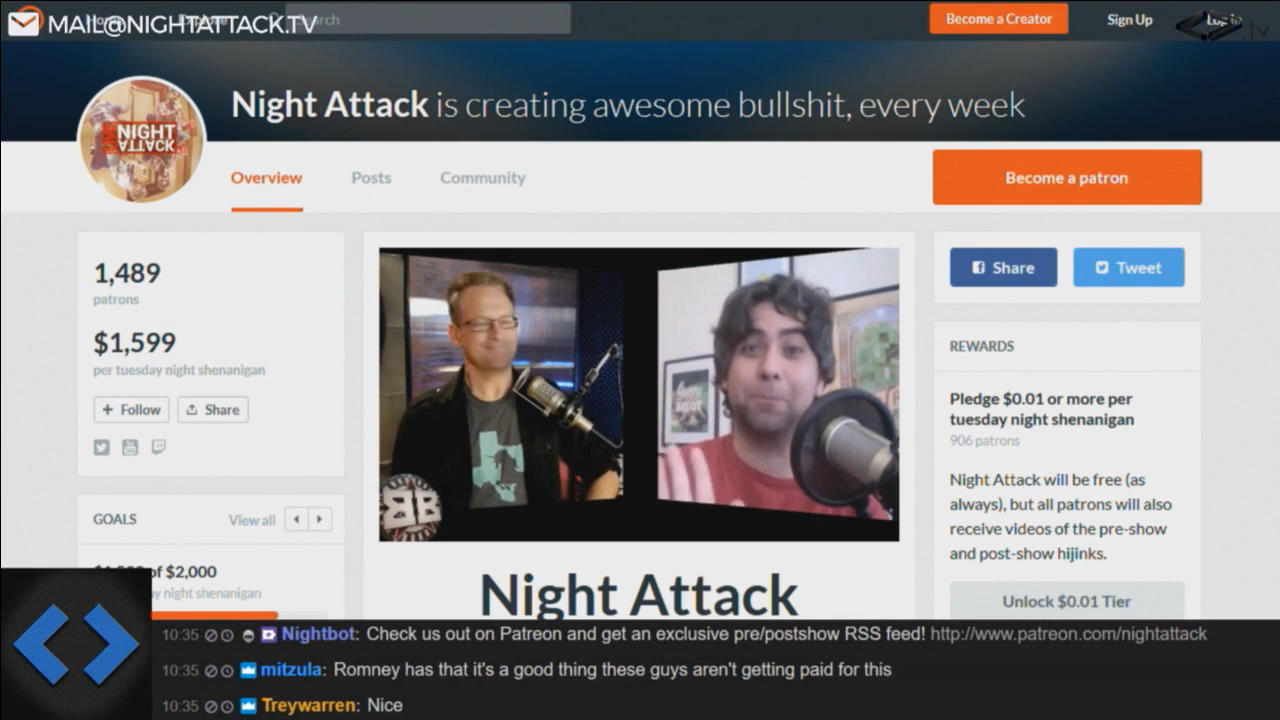 MAIL@NIGHTATTACK.TV
Search
Become a Creator
Sign Up
Log in
.tv
Night Attack is creating awesome bullshit, every week
NIGHT
ATTACK
Overview
Posts
Community
Become a patron
1,489
patrons
$1,599
per tuesday night shenanigan
+ Follow
Share
GOALS
View all
of $2,000
night shenanigan
BB
Night Attack
Share
Tweet
REWARDS
Pledge $0.01 or more per
tuesday night shenanigan
906 patrons
Night Attack will be free (as
always), but all patrons will also
receive videos of the pre-show
and post-show hijinks.
Unlock $0.01 Tier
10:35 Nightbot: Check us out on Patreon and get an exclusive pre/postshow RSS feed! http://www.patreon.com/nightattack
10:35 mitzula: Romney has that it's a good thing these guys aren't getting paid for this
10:35 Treywarren: Nice